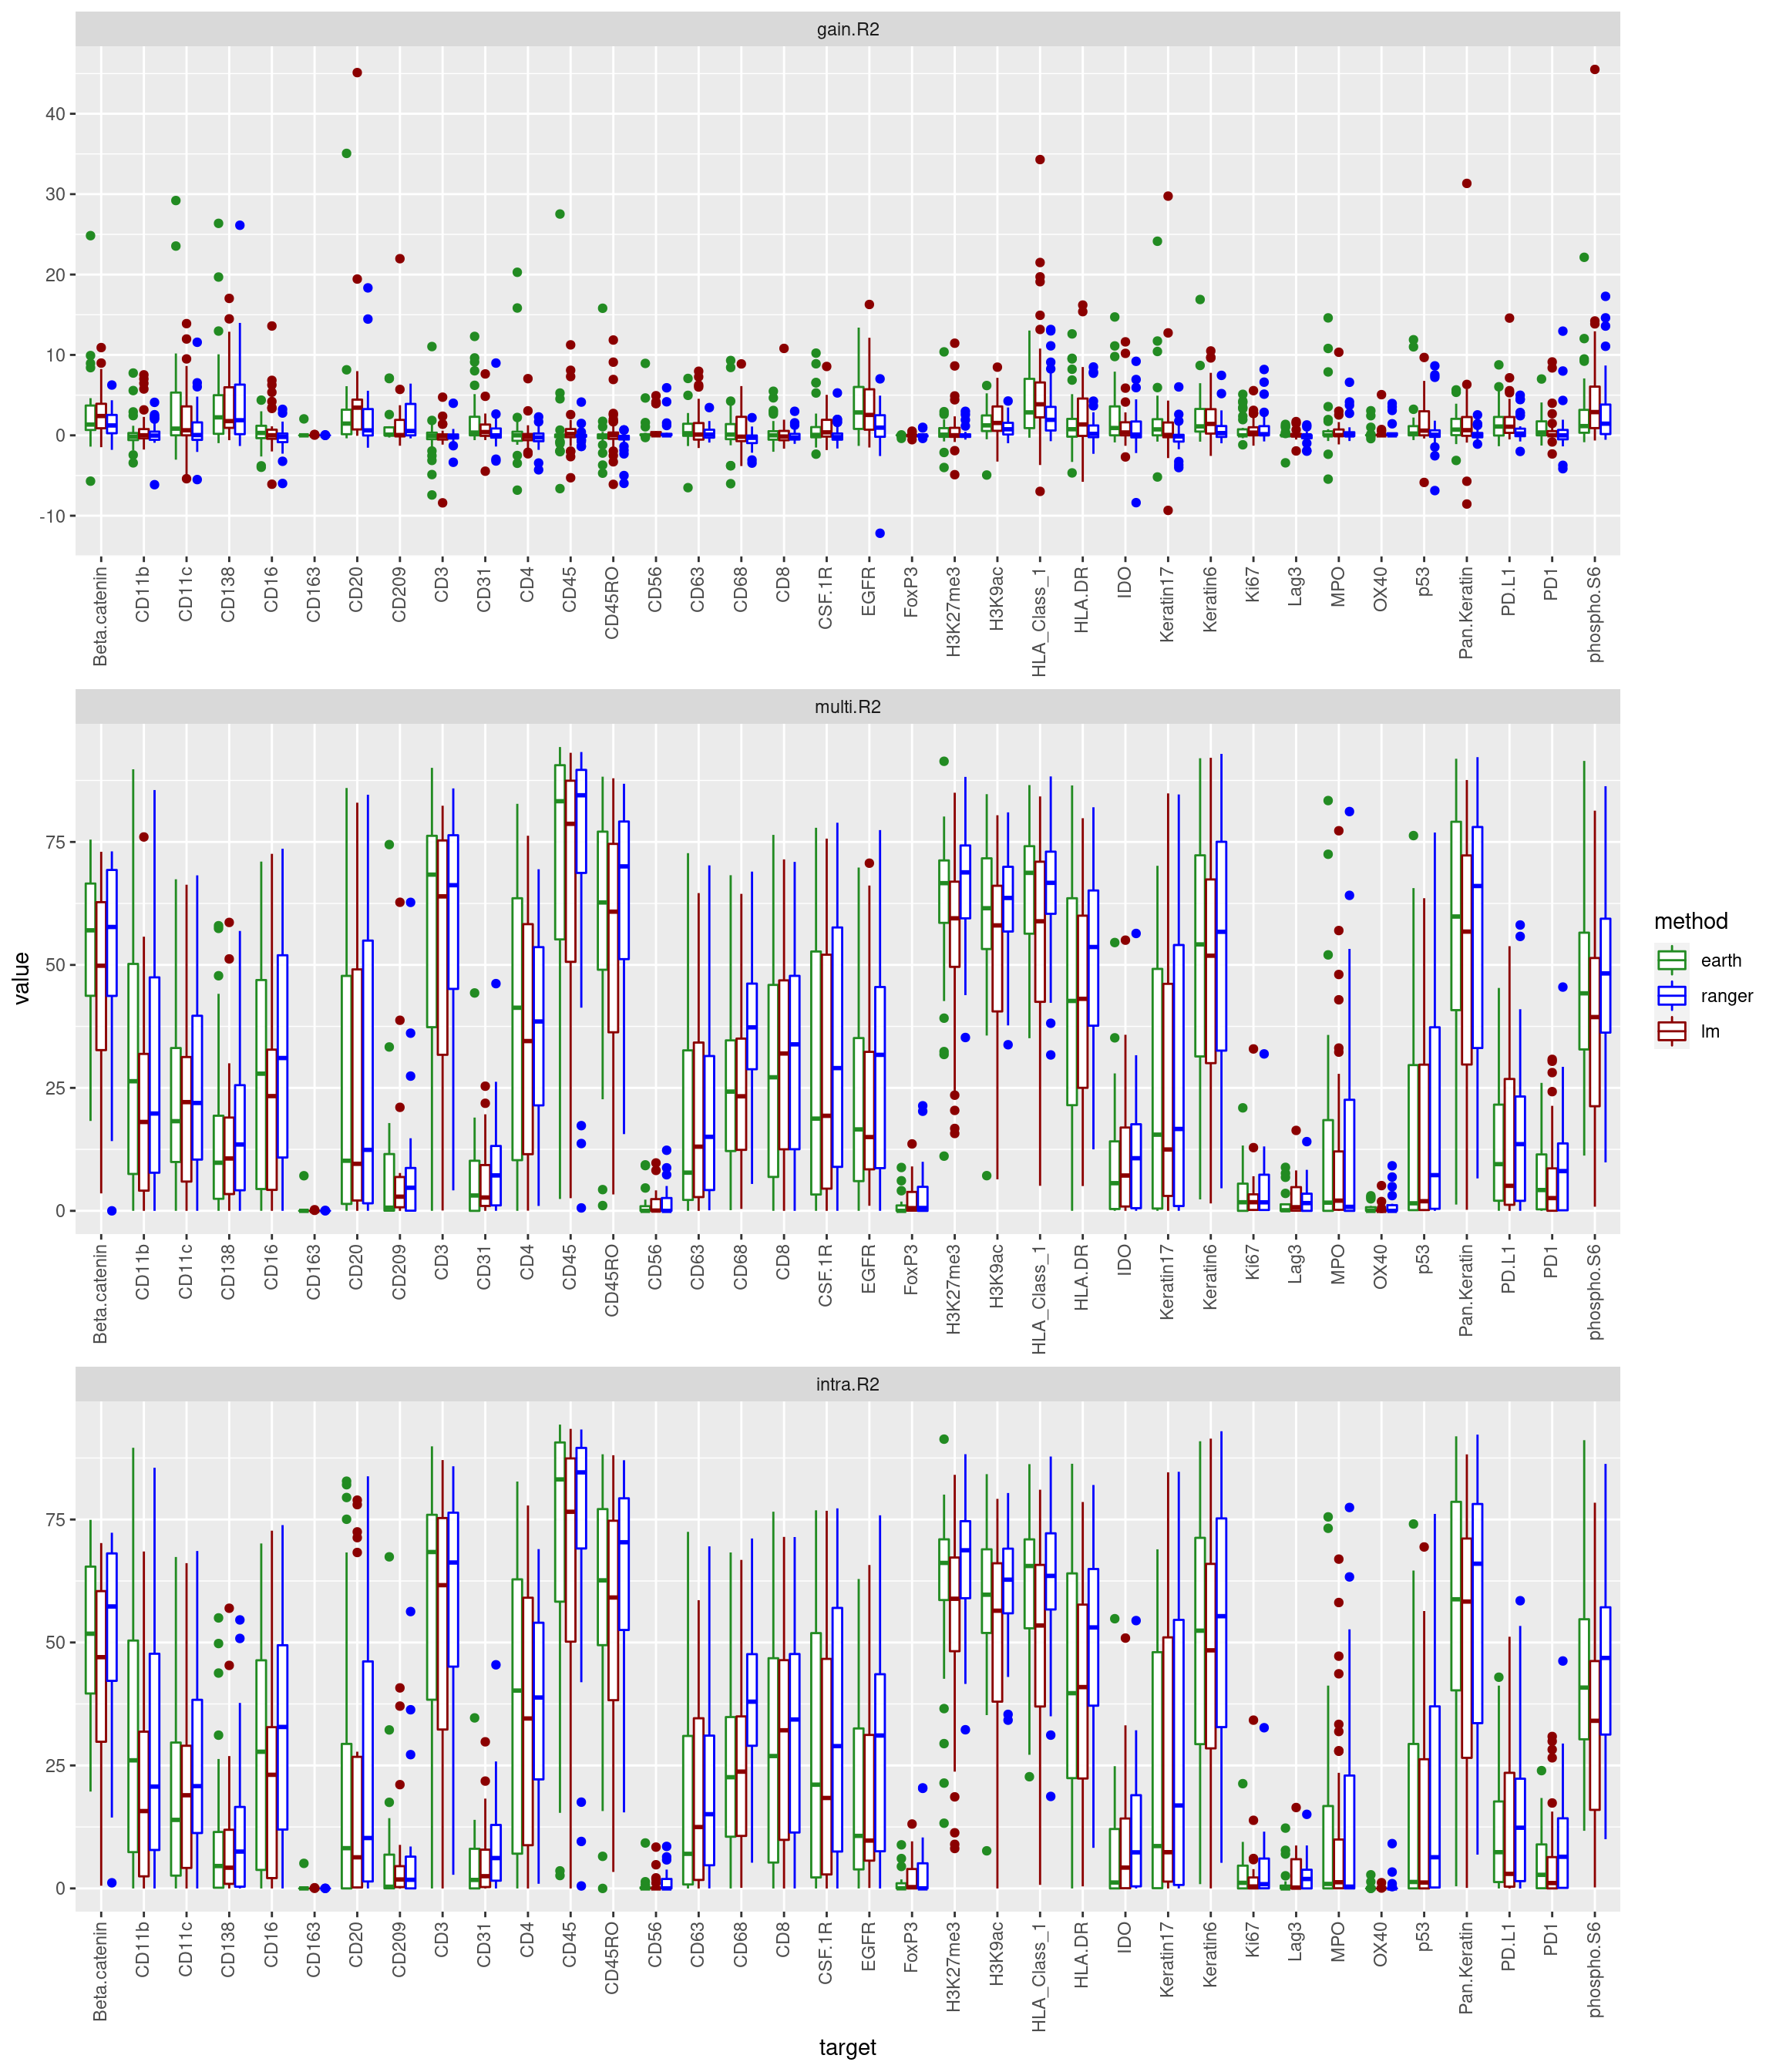 gain.R2
40
30
20
10
0
-10
Beta.catenin CD11b CD11c CD138 CD16 CD163 CD20 CD209 CD3 CD31 CD4 CD45 CD45RO CD56 CD63 CD68 CD8 CSF.1R EGFR FoxP3 H3K27me3 H3K9ac HLA_Class_1 HLA.DR IDO Keratin17 Keratin6 Ki67 Lag3 MPO OX40 p53 Pan.Keratin PD.L1 PD1 phospho.S6
multi.R2
75
50
25
0
Beta.catenin CD11b CD11c CD138 CD16 CD163 CD20 CD209 CD3 CD31 CD4 CD45 CD45RO CD56 CD63 CD68 CD8 CSF.1R EGFR FoxP3 H3K27me3 H3K9ac HLA_Class_1 HLA.DR IDO Keratin17 Keratin6 Ki67 Lag3 MPO OX40 p53 Pan.Keratin PD.L1 PD1 phospho.S6
intra.R2
75
50
25
0
Beta.catenin CD11b CD11c CD138 CD16 CD163 CD20 CD209 CD3 CD31 CD4 CD45 CD45RO CD56 CD63 CD68 CD8 CSF.1R EGFR FoxP3 H3K27me3 H3K9ac HLA_Class_1 HLA.DR IDO Keratin17 Keratin6 Ki67 Lag3 MPO OX40 p53 Pan.Keratin PD.L1 PD1 phospho.S6
target
value
method
earth
ranger
lm